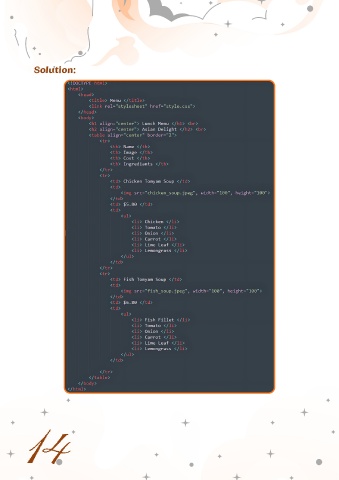 Solution:
<!DOCTYPE html>
<html>
<head>
<title> Menu </title>
<link rel="stylesheet" href="style.css">
</head>
<body>
<h1 align="center"> Lunch Menu </h1> <hr>
<h2 align="center"> Asian Delight </h2> <hr>
<table align="center" border="2">
<tr>
<th> Name </th>
<th> Image </th>
<th> Cost </th>
<th> Ingredients </th>
</tr>
<tr>
<td> Chicken Tomyam Soup </td>
<td>
<img src="chicken_soup.jpeg", width="100", height="100">
</td>
<td> $5.00 </td>
<td>
<ul>
<li> Chicken </li>
<li> Tomato </li>
<li> Onion </li>
<li> Carrot </li>
<li> Lime Leaf </li>
<li> Lemongrass </li>
</ul>
</td>
</tr>
<tr>
<td> Fish Tomyam Soup </td>
<td>
<img src="fish_soup.jpeg", width="100", height="100">
</td>
<td> $6.00 </td>
<td>
<ul>
<li> Fish Fillet </li>
<li> Tomato </li>
<li> Onion </li>
<li> Carrot </li>
<li> Lime Leaf </li>
<li> Lemongrass </li>
</ul>
</td>
</tr>
</table>
</body>
</html>
14